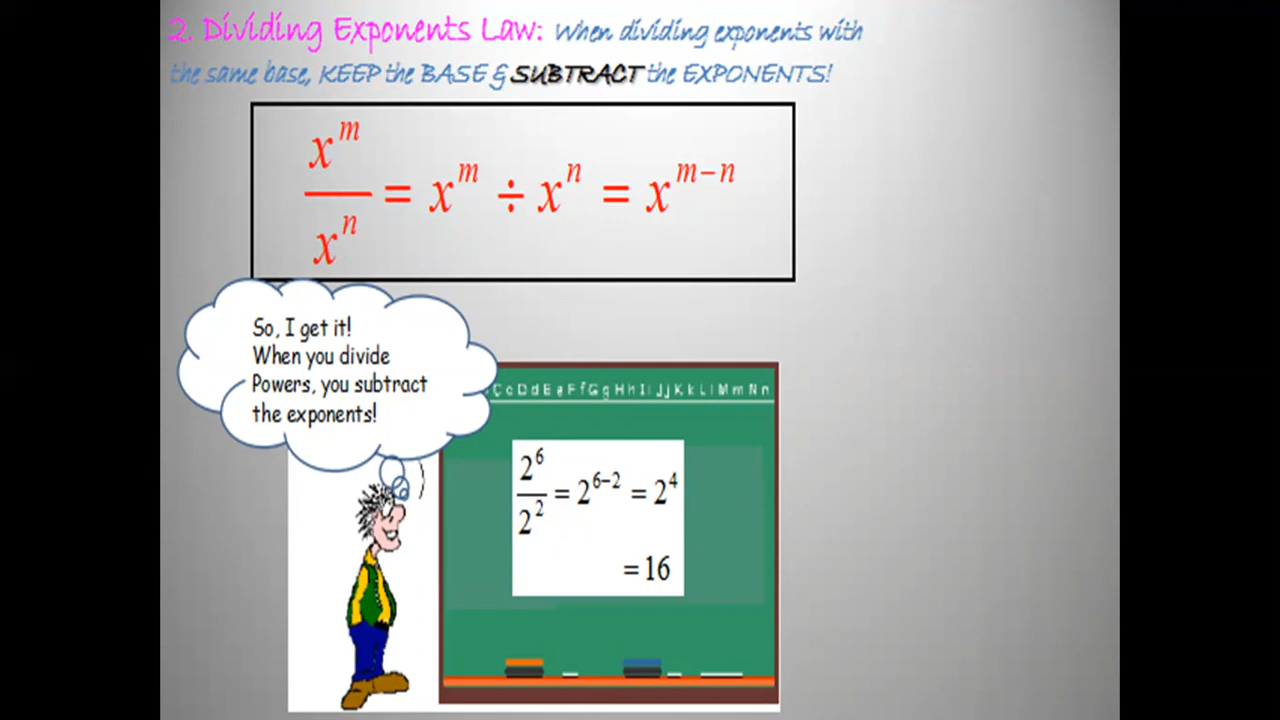 2. Dividing Exponents Law: When dividing exponents with
the same base, KEEP the BASE & SUBTRACT the EXPONENTS!
x^m / x^n = x^m ÷ x^n = x^(m−n)
So, I get it!
When you divide
Powers, you subtract
the exponents!
C c D d E e F f G g H h I i J j K k L l M m N n
2^6 / 2^2 = 2^(6−2) = 2^4
= 16